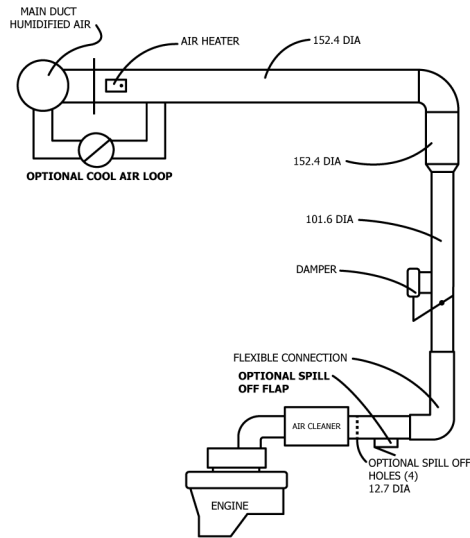 MAIN DUCT
HUMIDIFIED AIR
AIR HEATER
152.4 DIA
OPTIONAL COOL AIR LOOP
152.4 DIA
101.6 DIA
DAMPER
FLEXIBLE CONNECTION
OPTIONAL SPILL
OFF FLAP
AIR CLEANER
OPTIONAL SPILL OFF
HOLES (4)
12.7 DIA
ENGINE